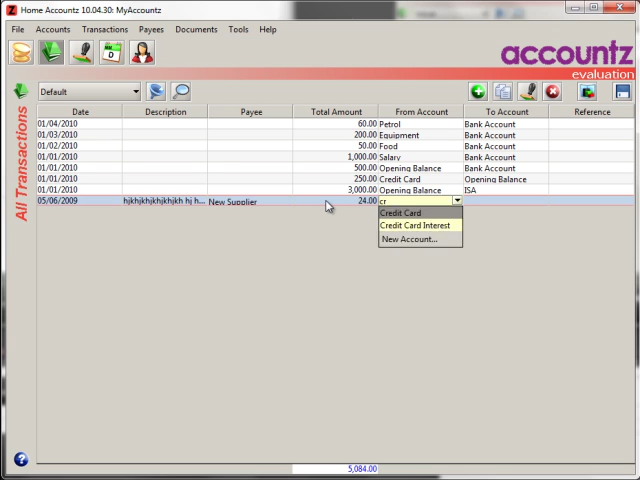 Home Accountz 10.04.30: MyAccountz
File Accounts Transactions Payees Documents Tools Help
accountz
evaluation
Default
All Transactions
Date Description Payee Total Amount From Account To Account Reference
01/04/2010 60.00 Petrol Bank Account
01/03/2010 200.00 Equipment Bank Account
01/02/2010 50.00 Food Bank Account
01/01/2010 1,000.00 Salary Bank Account
01/01/2010 500.00 Opening Balance Bank Account
01/01/2010 250.00 Credit Card Opening Balance
01/01/2010 3,000.00 Opening Balance ISA
05/06/2009 hjkhjkhjkhjkhjkh hj h... New Supplier 24.00 cr
Credit Card
Credit Card Interest
New Account...
5,084.00